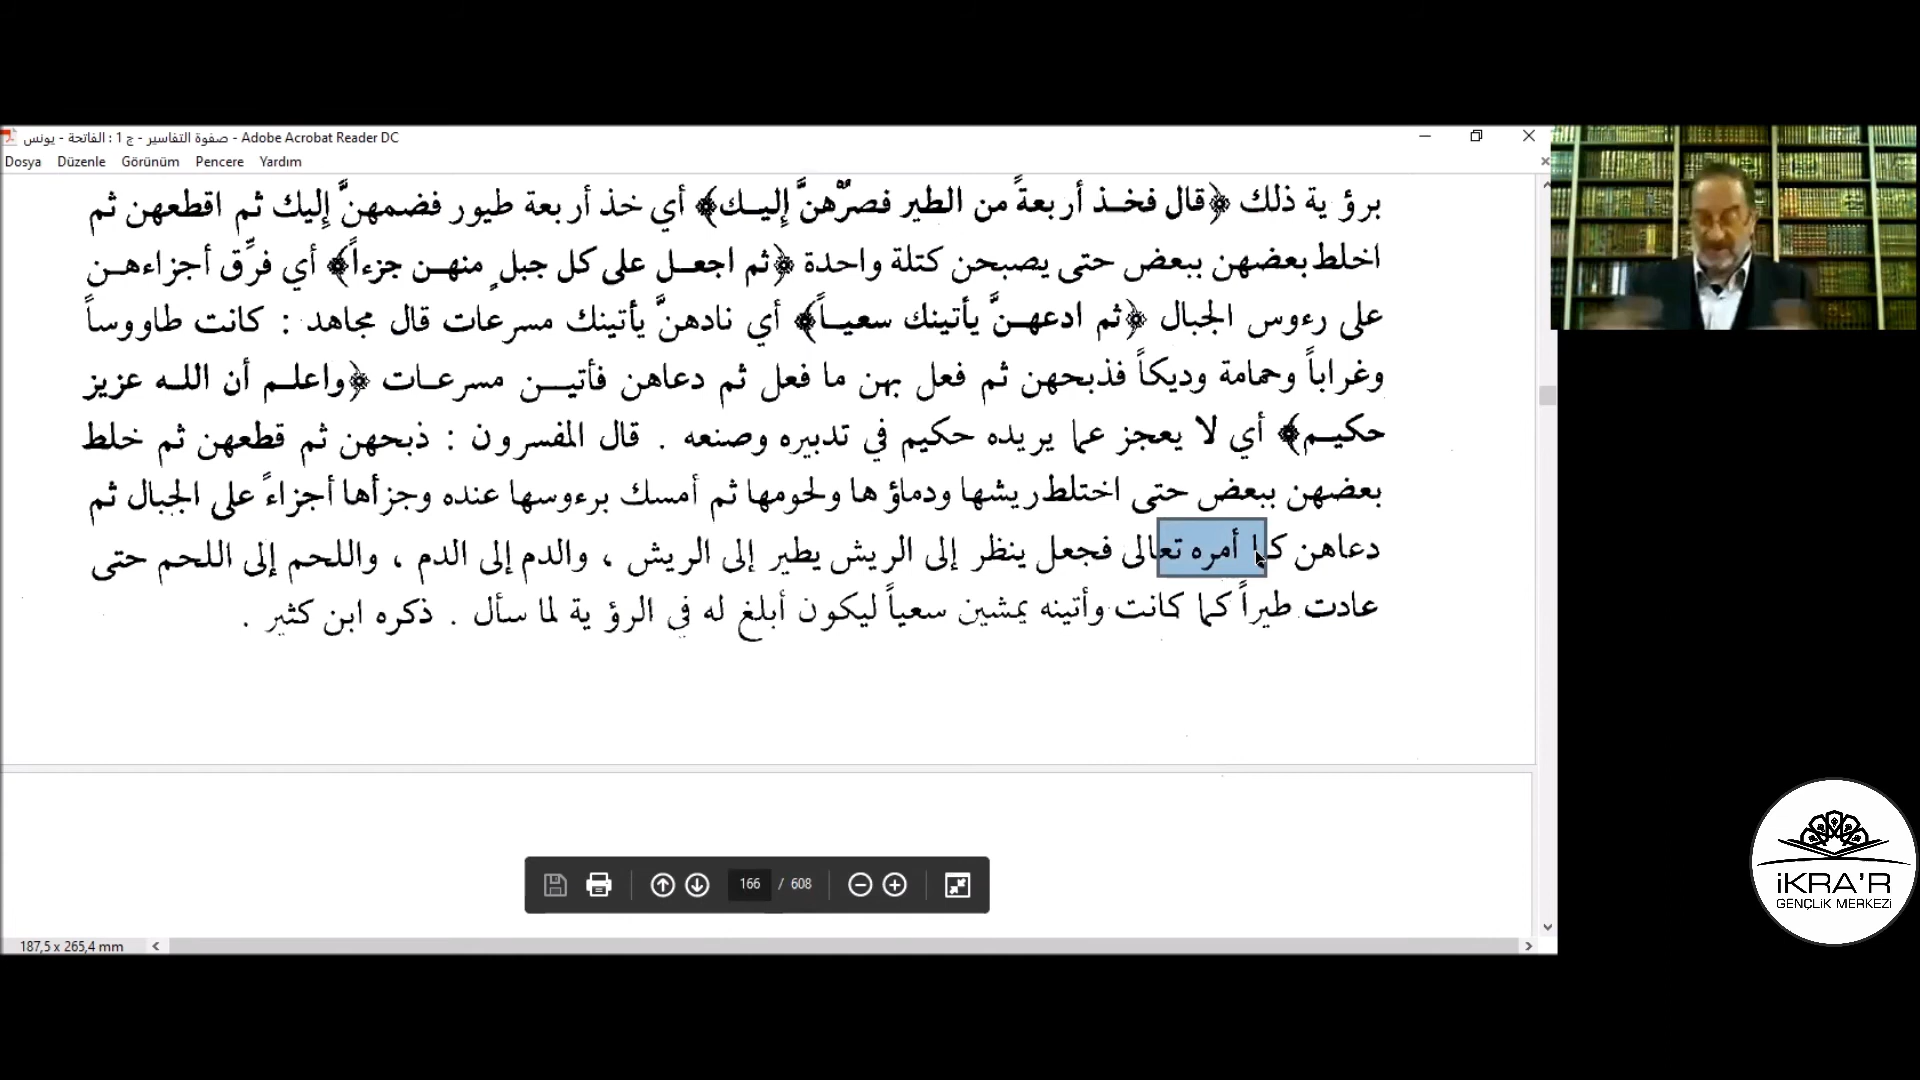 صفوة التفاسير - ج 1 : الفاتحة - يونس - Adobe Acrobat Reader DC
Dosya Düzenle Görünüm Pencere Yardım
برؤية ذلك ﴿قال فخذ أربعةً من الطير فصرْهنَّ إليك﴾ أي خذ أربعة طيور فضمهنَّ إليك ثم اقطعهن ثم
اخلط بعضهن ببعض حتى يصبحن كتلة واحدة ﴿ثم اجعل على كل جبلٍ منهن جزءاً﴾ أي فرِّق أجزاءهن
على رءوس الجبال ﴿ثم ادعهنَّ يأتينك سعياً﴾ أي نادهنَّ يأتينك مسرعات قال مجاهد : كانت طاووساً
وغراباً وحمامة وديكاً فذبحهن ثم فعل بهن ما فعل ثم دعاهن فأتين مسرعات ﴿واعلم أن الله عزيز
حكيم﴾ أي لا يعجز عما يريده حكيم في تدبيره وصنعه . قال المفسرون : ذبحهن ثم قطعهن ثم خلط
بعضهن ببعض حتى اختلط ريشها ودماؤها ولحومها ثم أمسك برءوسها عنده وجزأها أجزاءً على الجبال ثم
دعاهن كما أمره تعالى فجعل ينظر إلى الريش يطير إلى الريش ، والدم إلى الدم ، واللحم إلى اللحم حتى
عادت طيراً كما كانت وأتينه يمشين سعياً ليكون أبلغ له في الرؤية لما سأل . ذكره ابن كثير .
166 / 608
187,5 x 265,4 mm
iKRA'R
GENÇLiK MERKEZi